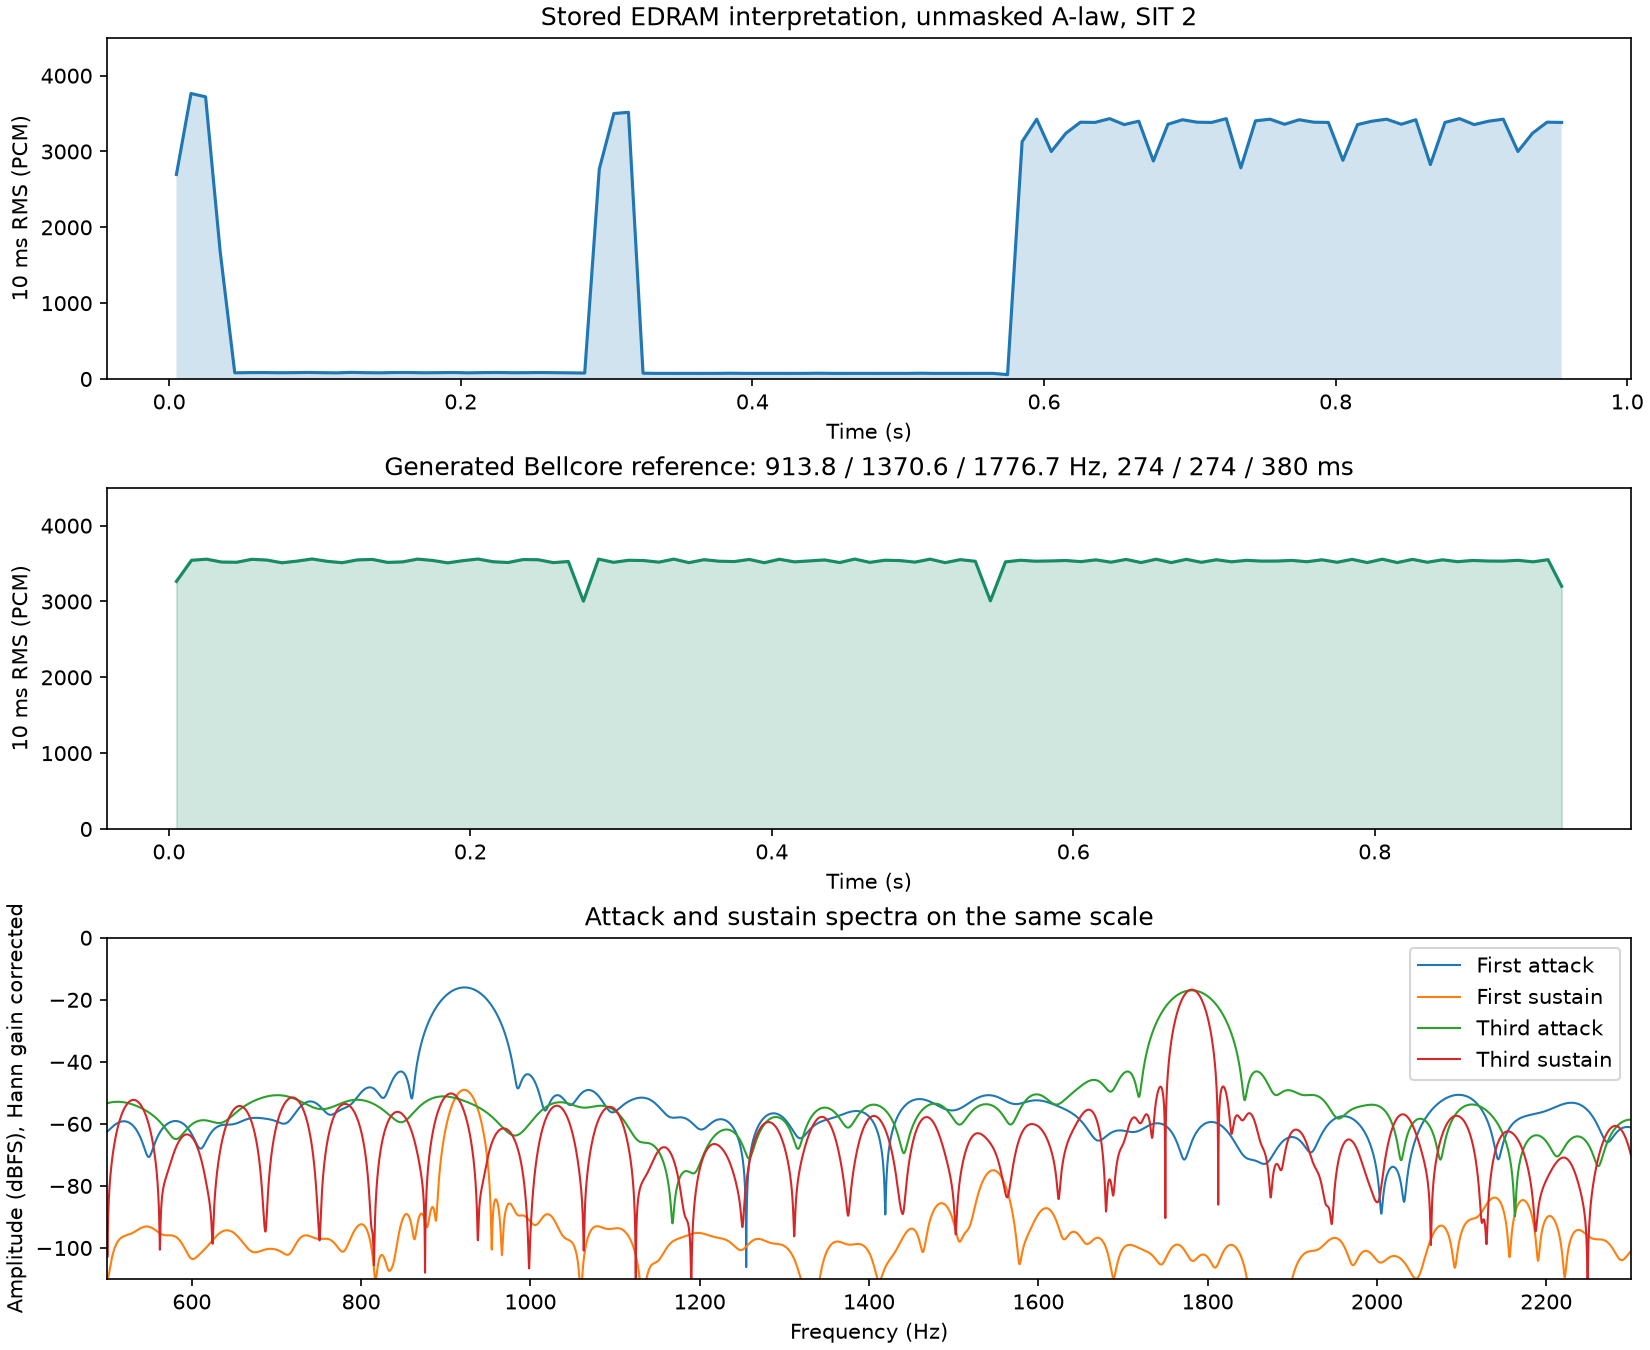 Stored EDRAM interpretation, unmasked A-law, SIT 2
10 ms RMS (PCM)
4000
3000
2000
1000
0
0.0 0.2 0.4 0.6 0.8 1.0
Time (s)
Generated Bellcore reference: 913.8 / 1370.6 / 1776.7 Hz, 274 / 274 / 380 ms
10 ms RMS (PCM)
4000
3000
2000
1000
0
0.0 0.2 0.4 0.6 0.8
Time (s)
Attack and sustain spectra on the same scale
Amplitude (dBFS), Hann gain corrected
0
−20
−40
−60
−80
−100
First attack
First sustain
Third attack
Third sustain
600 800 1000 1200 1400 1600 1800 2000 2200
Frequency (Hz)